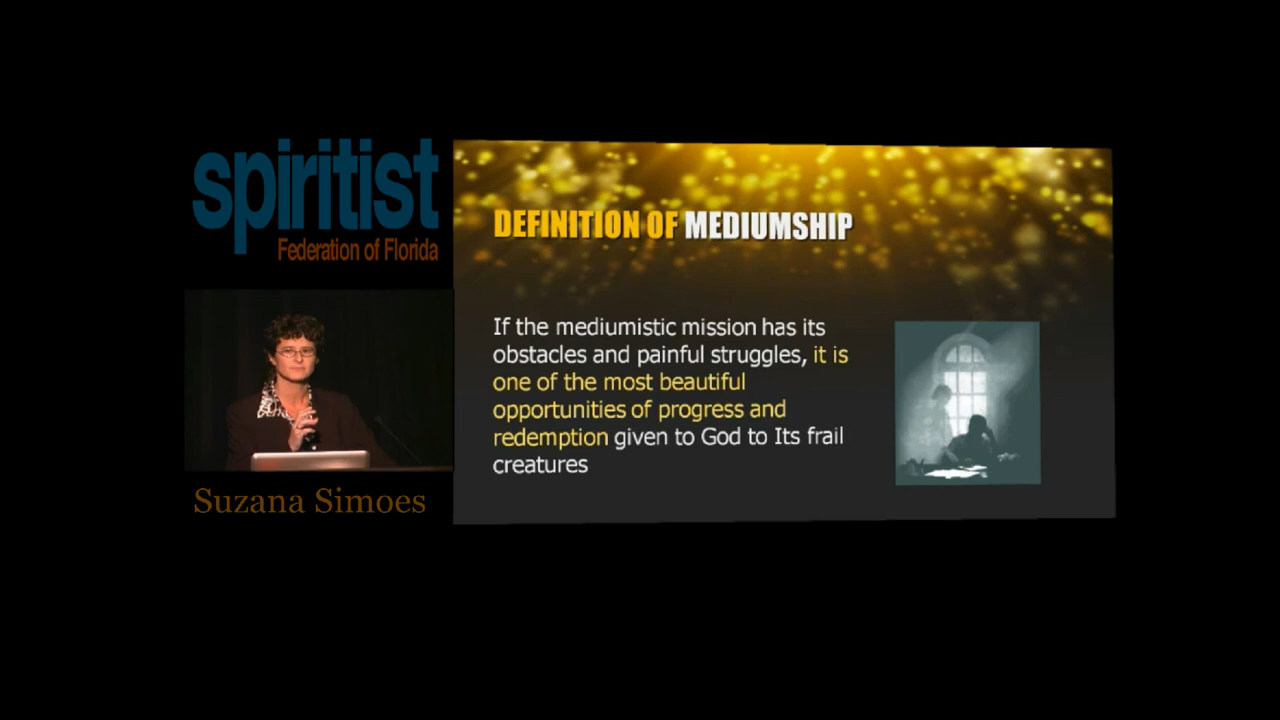 spiritist
Federation of Florida
Suzana Simoes
DEFINITION OF MEDIUMSHIP
If the mediumistic mission has its
obstacles and painful struggles, it is
one of the most beautiful
opportunities of progress and
redemption given to God to Its frail
creatures